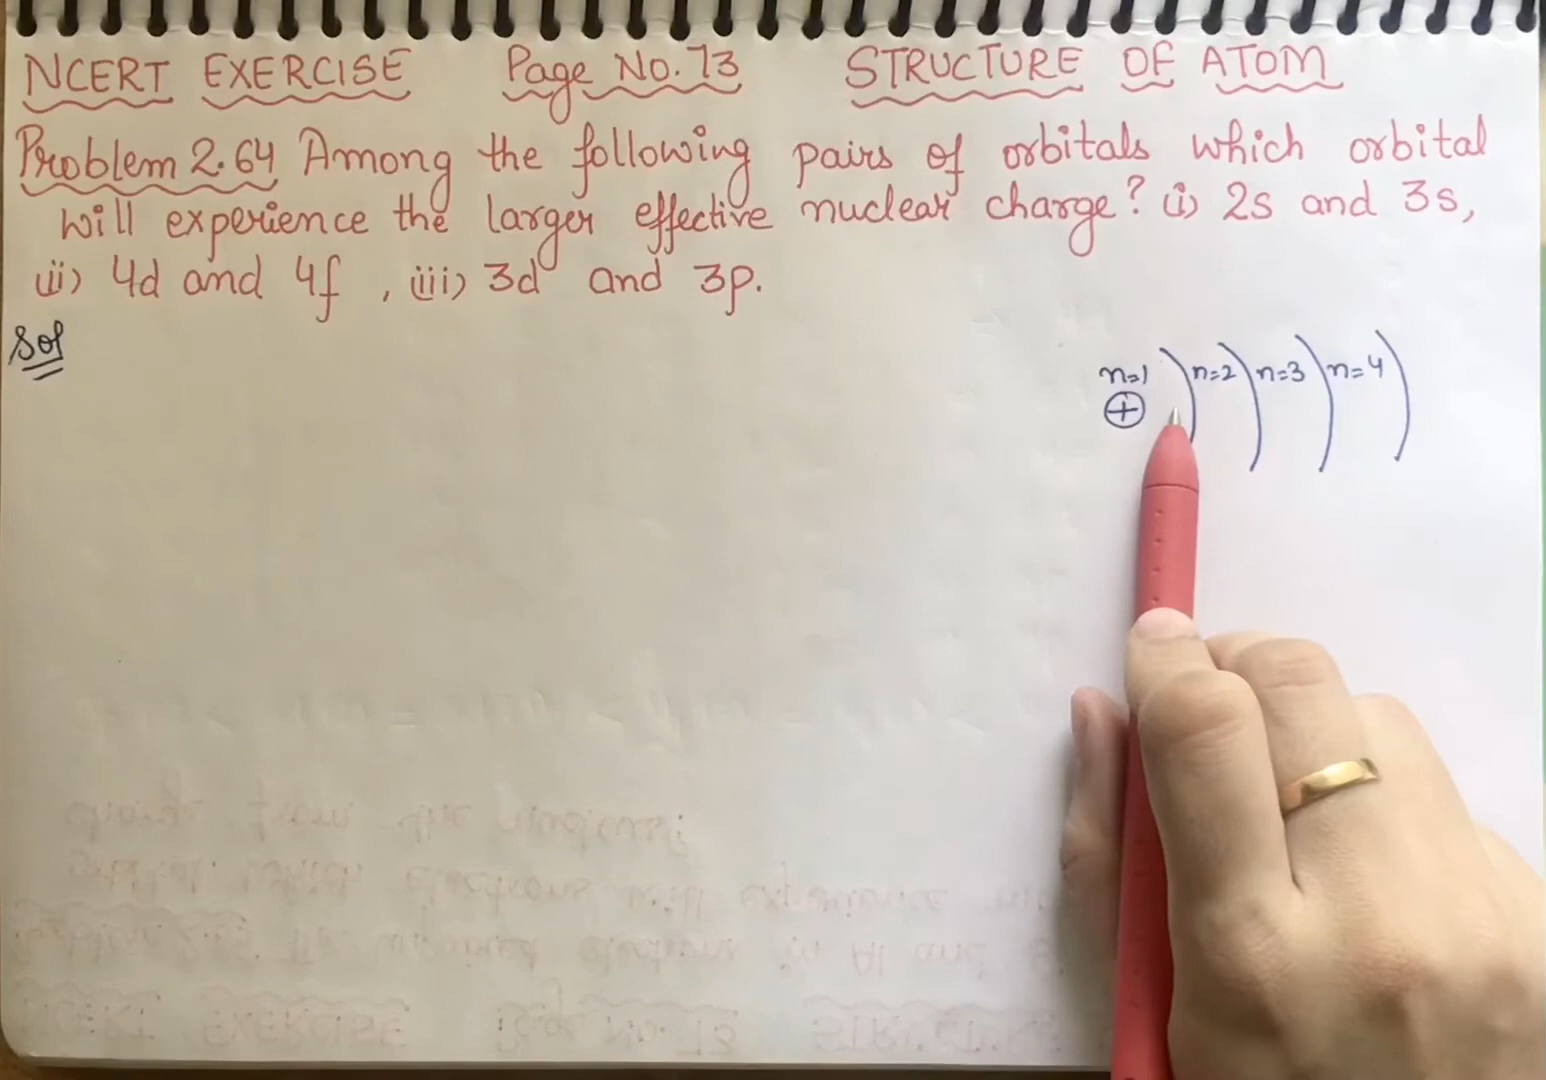 NCERT EXERCISE Page No. 73 STRUCTURE OF ATOM
Problem 2.64 Among the following pairs of orbitals which orbital
will experience the larger effective nuclear charge? (i) 2s and 3s,
(ii) 4d and 4f , (iii) 3d and 3p.
Sol
n=1 n=2 n=3 n=4
+